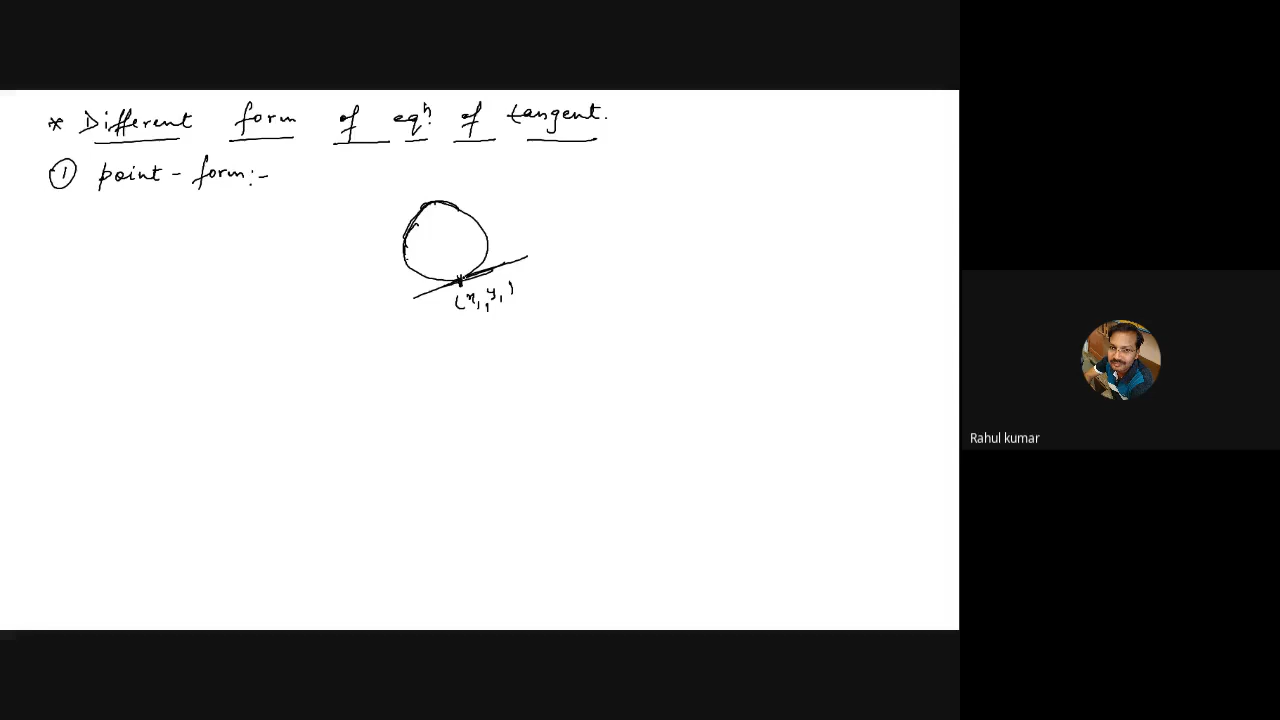 * Different form of eqⁿ. of tangent.
① point - form:-
(x₁, y₁)
Rahul kumar